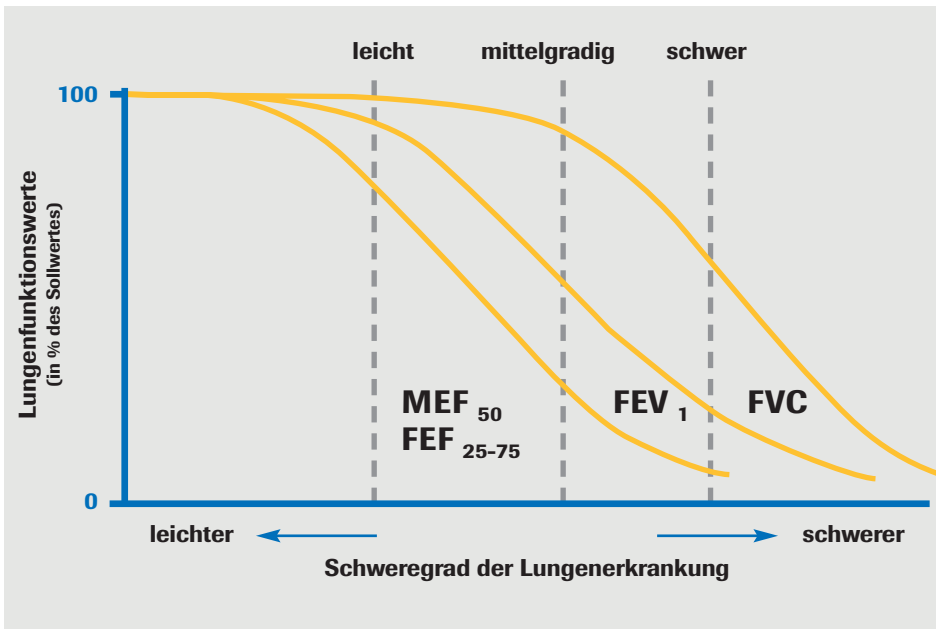 leicht mittelgradig schwer
100
Lungenfunktionswerte
(in % des Sollwertes)
MEF 50
FEF 25-75
FEV 1
FVC
0
leichter schwerer
Schweregrad der Lungenerkrankung